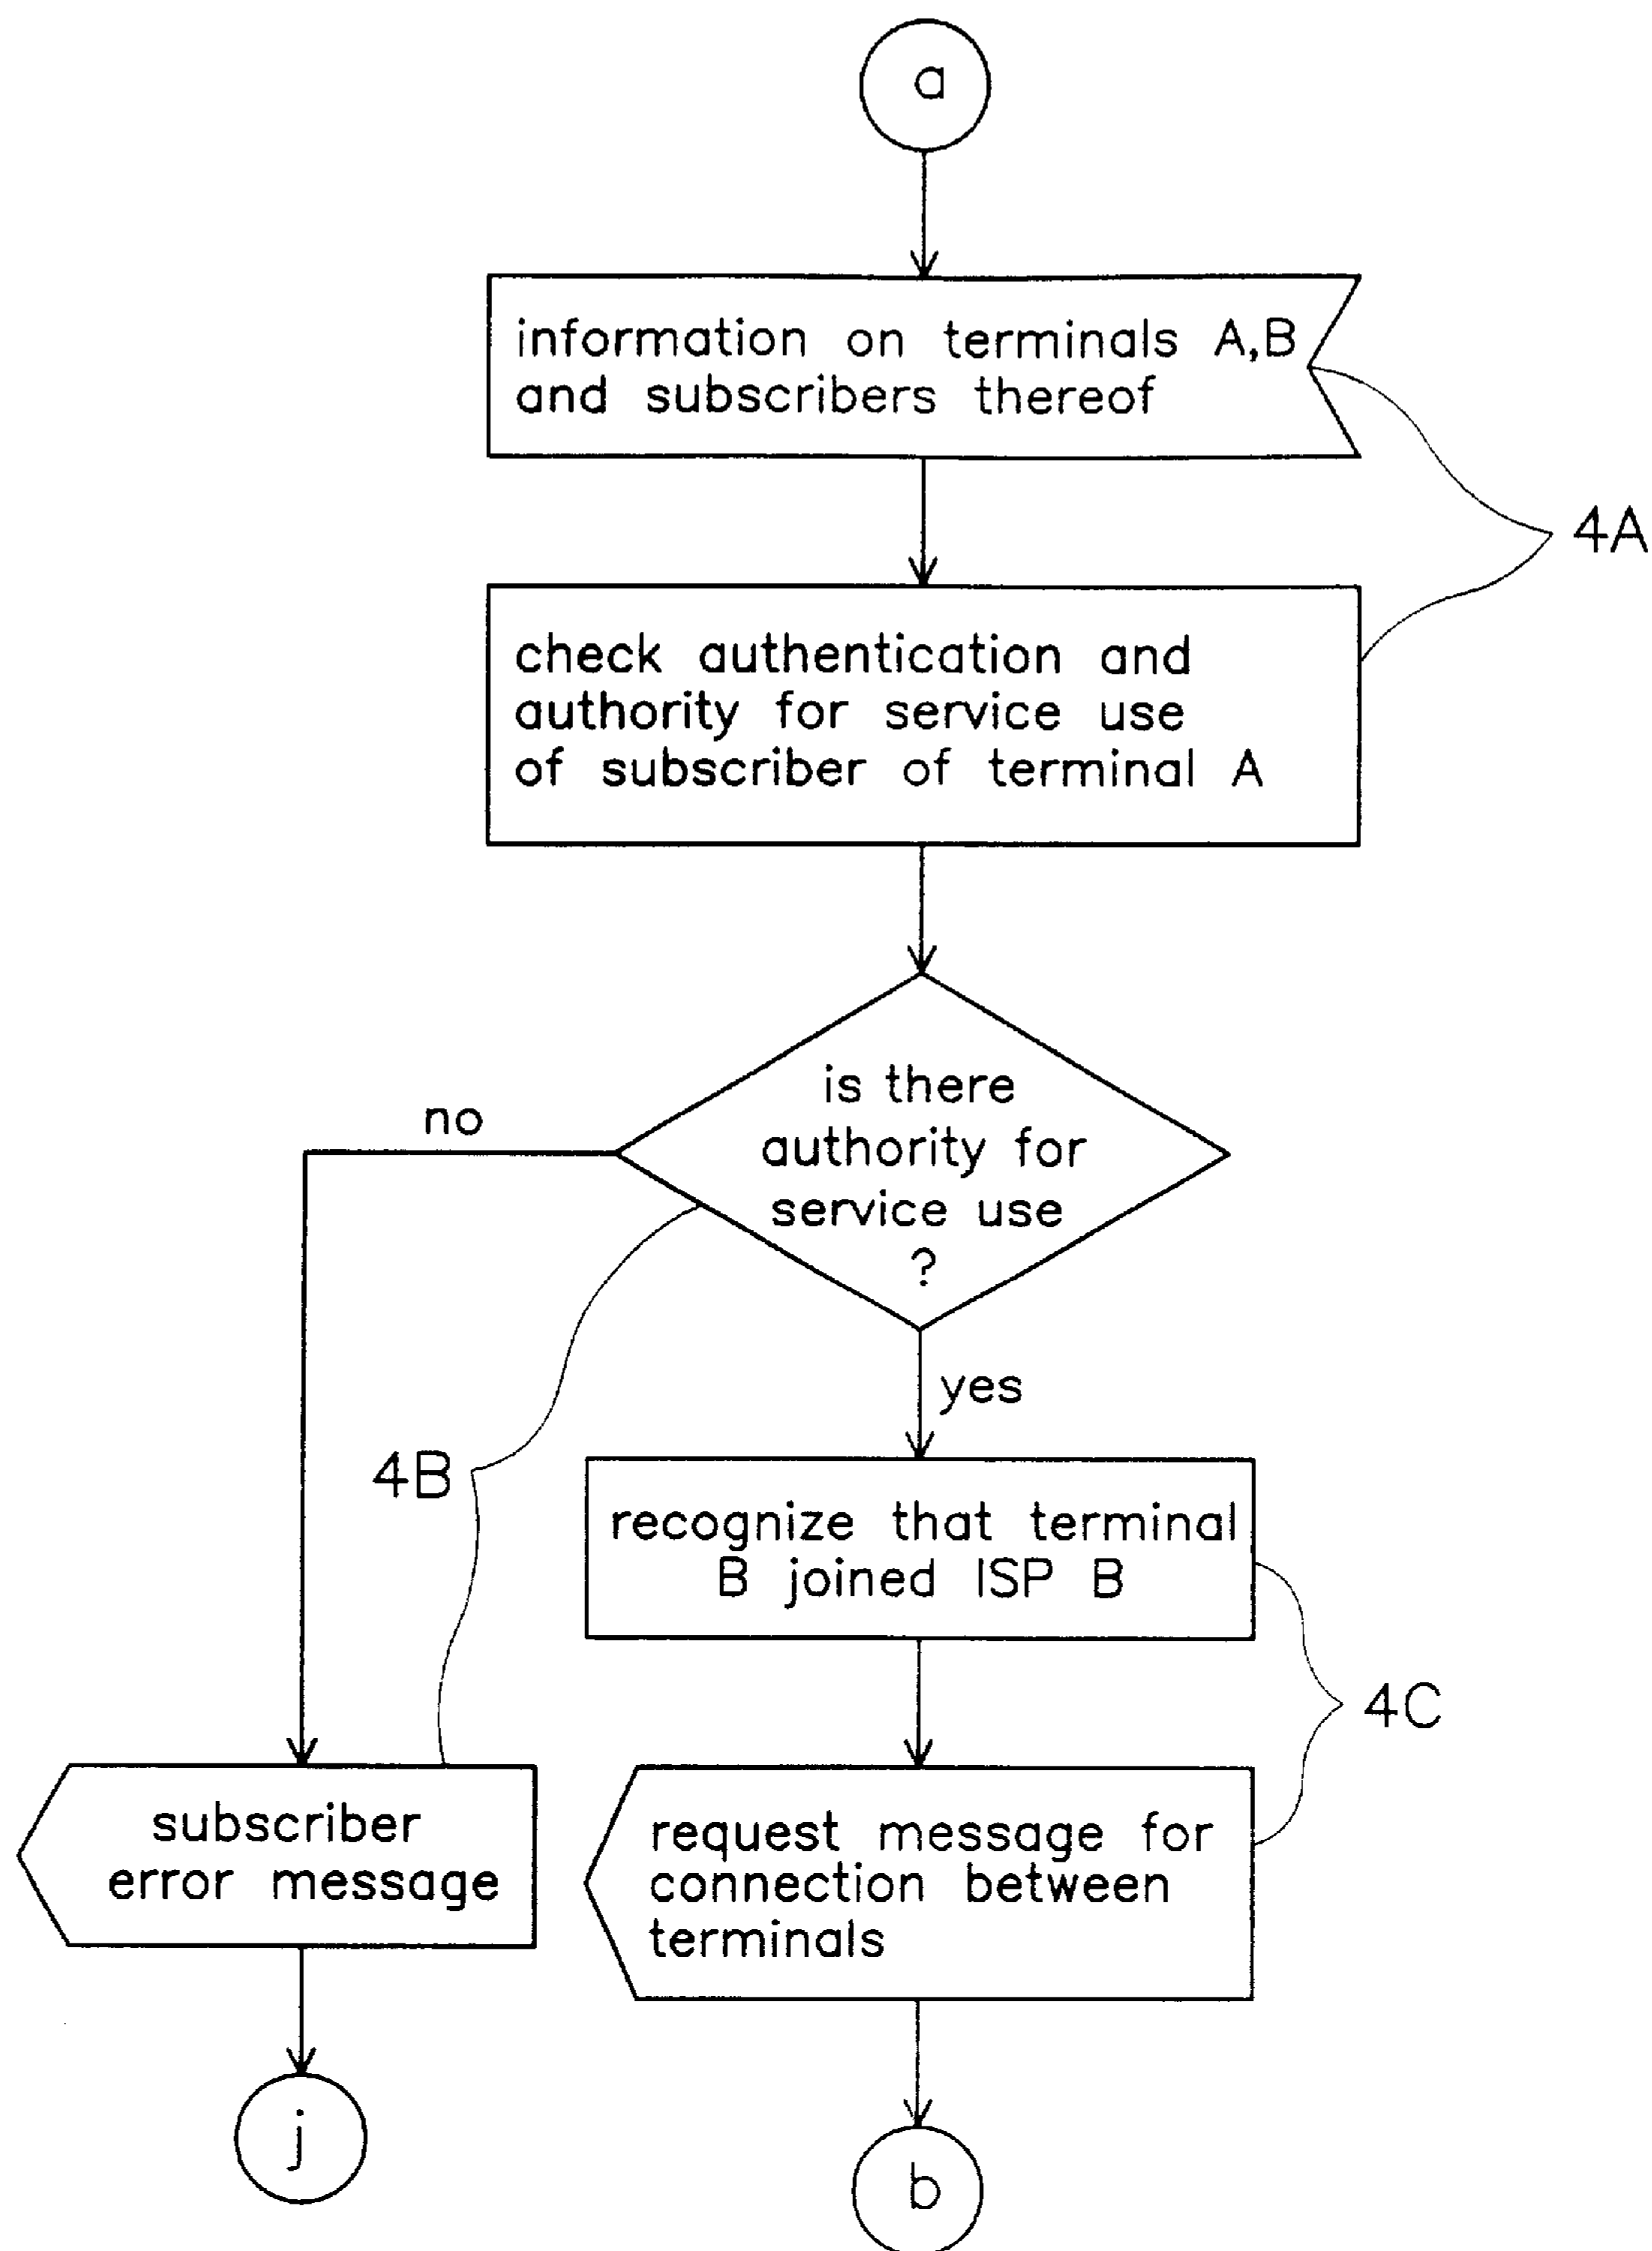 a
information on terminals A,B
and subscribers thereof
4A
check authentication and
authority for service use
of subscriber of terminal A
is there
authority for
service use
?
no
yes
4B
recognize that terminal
B joined ISP B
4C
subscriber
error message
request message for
connection between
terminals
j
b